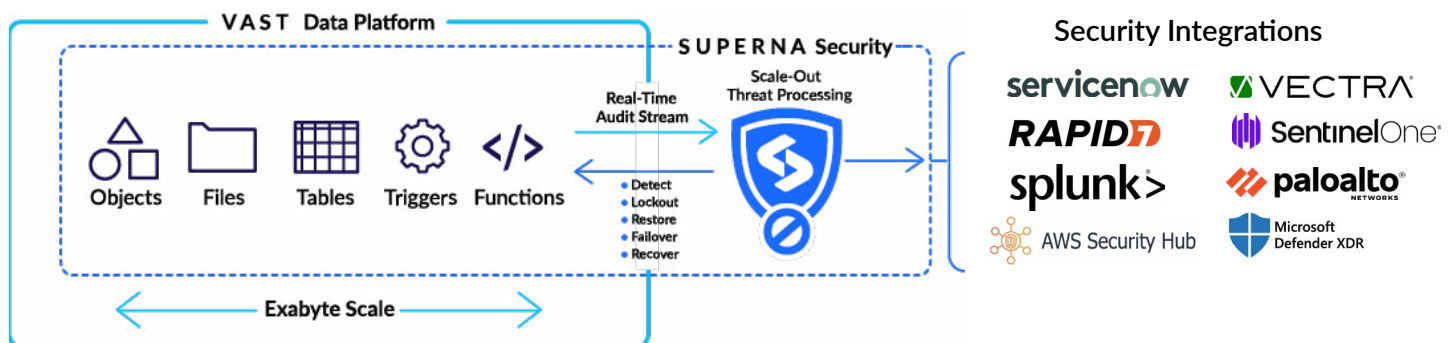 VAST Data Platform
SUPERNA Security
Scale-Out
Threat Processing
Real-Time
Audit Stream
Objects
Files
Tables
Triggers
</>
Functions
• Detect
• Lockout
• Restore
• Failover
• Recover
Exabyte Scale
Security Integrations
servicenow
VECTRA®
RAPID7
SentinelOne®
splunk>
paloalto®
NETWORKS
AWS Security Hub
Microsoft
Defender XDR